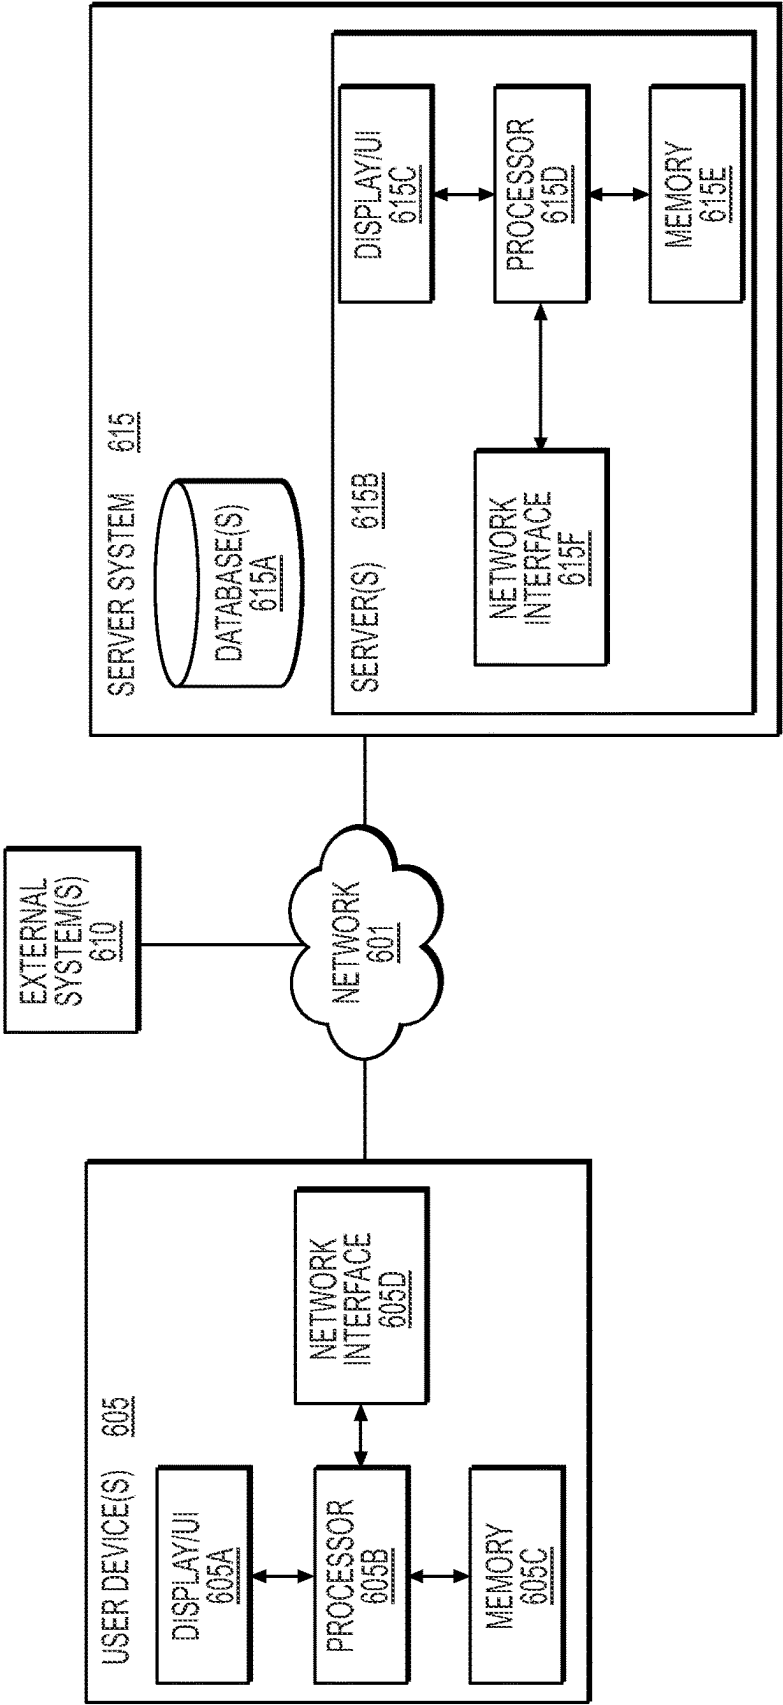 USER DEVICE(S) 605
DISPLAY/UI
605A
PROCESSOR
605B
MEMORY
605C
NETWORK
INTERFACE
605D
EXTERNAL
SYSTEM(S)
610
NETWORK
601
SERVER SYSTEM 615
DATABASE(S)
615A
SERVER(S) 615B
NETWORK
INTERFACE
615F
DISPLAY/UI
615C
PROCESSOR
615D
MEMORY
615E